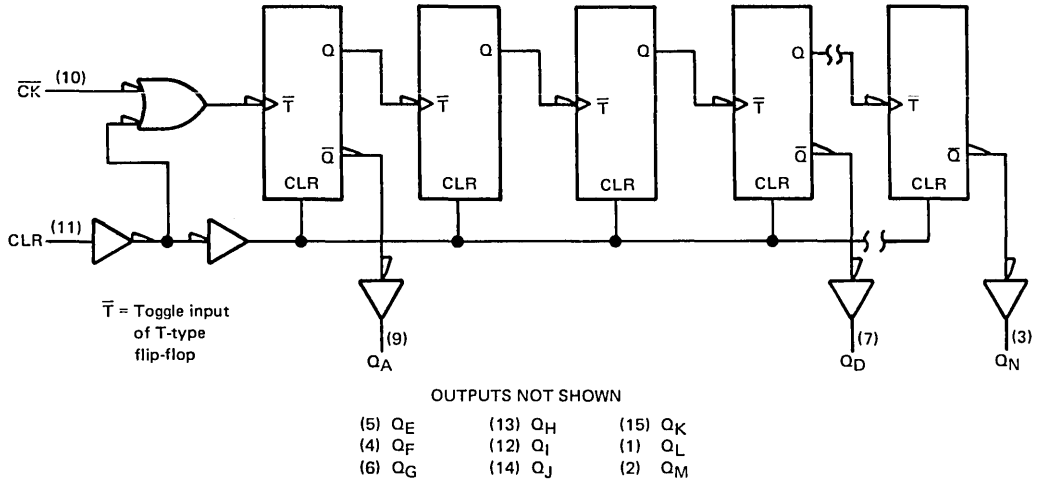 Q Q Q Q
CK (10)
T T T T T
Q Q Q
CLR CLR CLR CLR CLR
CLR (11)
T̅ = Toggle input
of T-type
flip-flop
(9) (7) (3)
QA QD QN
OUTPUTS NOT SHOWN
(5) QE (13) QH (15) QK
(4) QF (12) QI (1) QL
(6) QG (14) QJ (2) QM